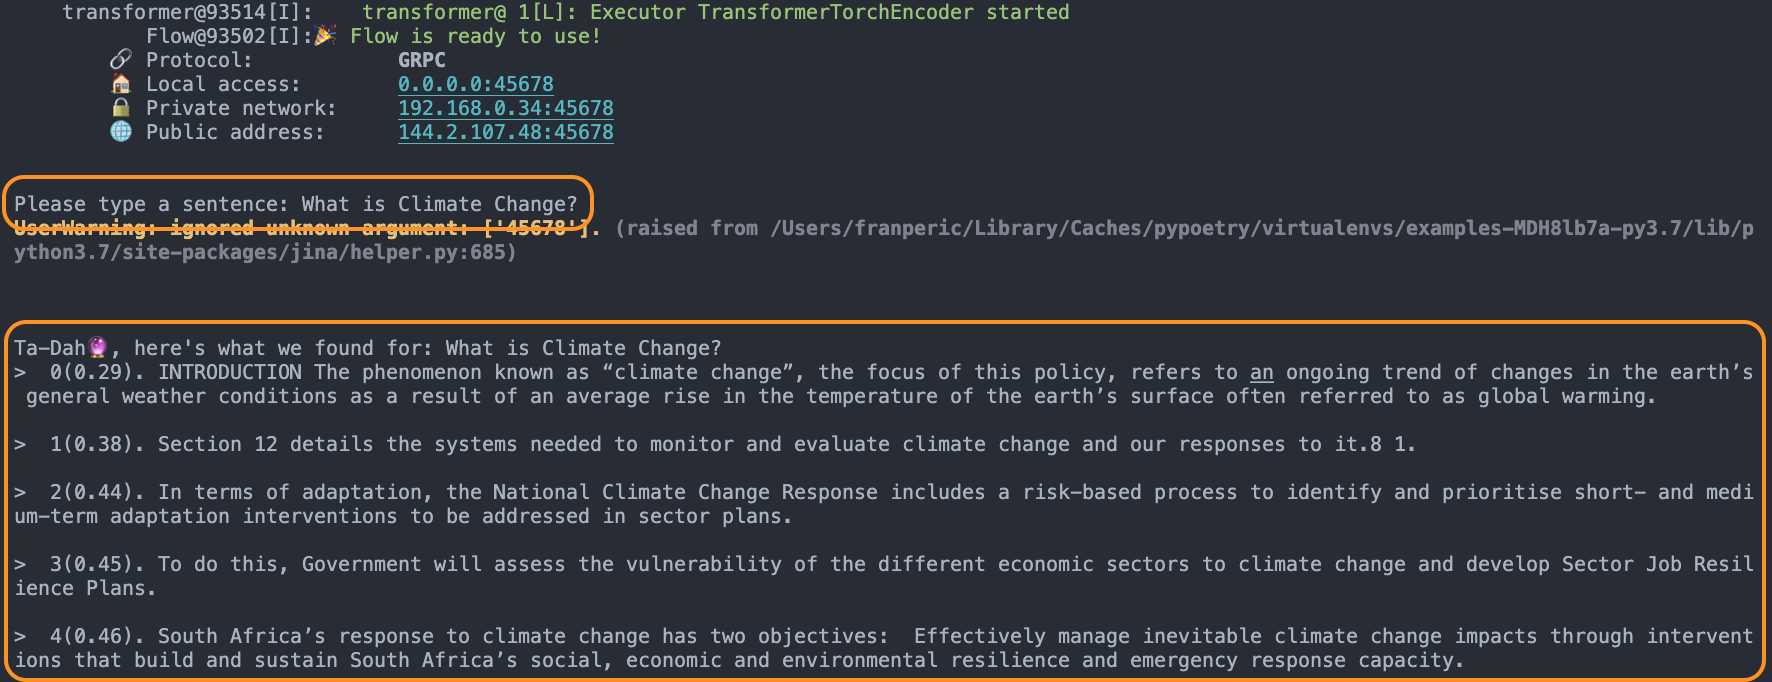 transformer@93514[I]:    transformer@ 1[L]: Executor TransformerTorchEncoder started
Flow@93502[I]:🎉 Flow is ready to use!
🔗 Protocol:            GRPC
🏠 Local access:        0.0.0.0:45678
🔒 Private network:     192.168.0.34:45678
🌐 Public address:      144.2.107.48:45678
Please type a sentence: What is Climate Change?
UserWarning: ignored unknown argument: ['45678']. (raised from /Users/franperic/Library/Caches/pypoetry/virtualenvs/examples-MDH8lb7a-py3.7/lib/p
ython3.7/site-packages/jina/helper.py:685)
Ta-Dah🔮, here's what we found for: What is Climate Change?
>  0(0.29). INTRODUCTION The phenomenon known as “climate change”, the focus of this policy, refers to an ongoing trend of changes in the earth’s
general weather conditions as a result of an average rise in the temperature of the earth’s surface often referred to as global warming.
>  1(0.38). Section 12 details the systems needed to monitor and evaluate climate change and our responses to it.8 1.
>  2(0.44). In terms of adaptation, the National Climate Change Response includes a risk-based process to identify and prioritise short- and medi
um-term adaptation interventions to be addressed in sector plans.
>  3(0.45). To do this, Government will assess the vulnerability of the different economic sectors to climate change and develop Sector Job Resil
ience Plans.
>  4(0.46). South Africa’s response to climate change has two objectives:  Effectively manage inevitable climate change impacts through intervent
ions that build and sustain South Africa’s social, economic and environmental resilience and emergency response capacity.